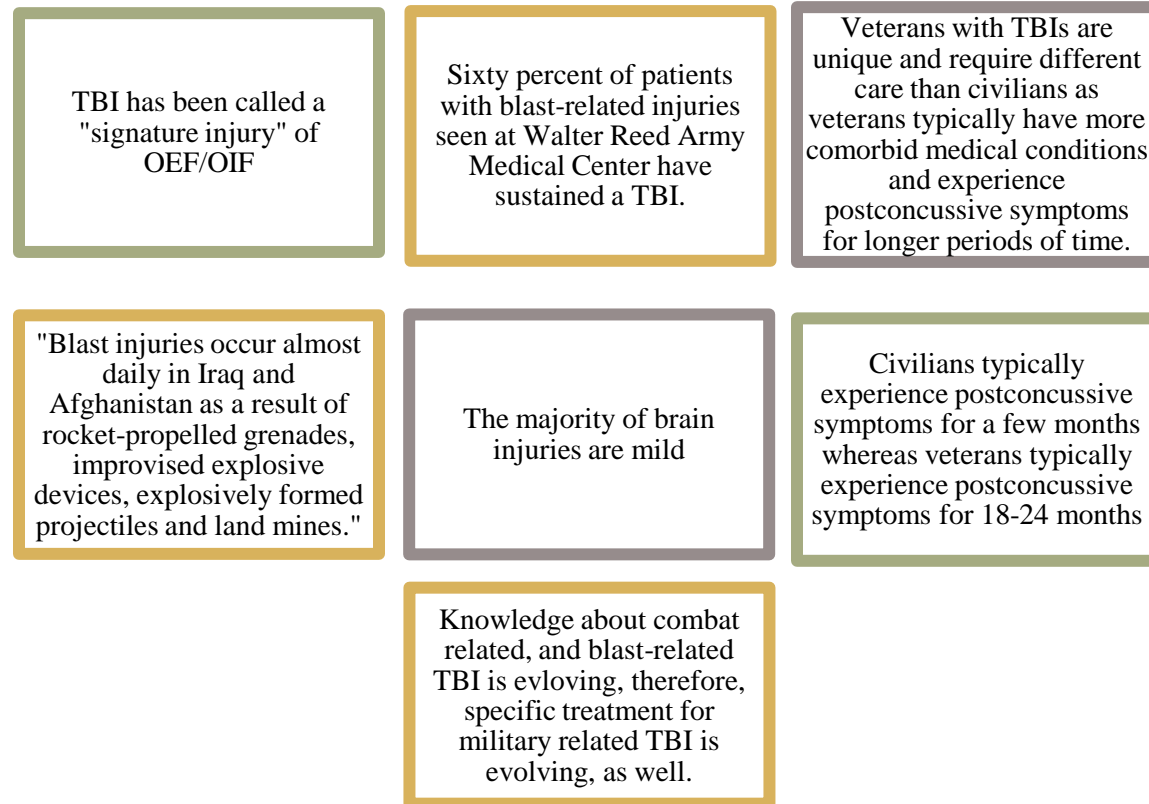 TBI has been called a
"signature injury" of
OEF/OIF
Sixty percent of patients
with blast-related injuries
seen at Walter Reed Army
Medical Center have
sustained a TBI.
Veterans with TBIs are
unique and require different
care than civilians as
veterans typically have more
comorbid medical conditions
and experience
postconcussive symptoms
for longer periods of time.
"Blast injuries occur almost
daily in Iraq and
Afghanistan as a result of
rocket-propelled grenades,
improvised explosive
devices, explosively formed
projectiles and land mines."
The majority of brain
injuries are mild
Civilians typically
experience postconcussive
symptoms for a few months
whereas veterans typically
experience postconcussive
symptoms for 18-24 months
Knowledge about combat
related, and blast-related
TBI is evloving, therefore,
specific treatment for
military related TBI is
evolving, as well.